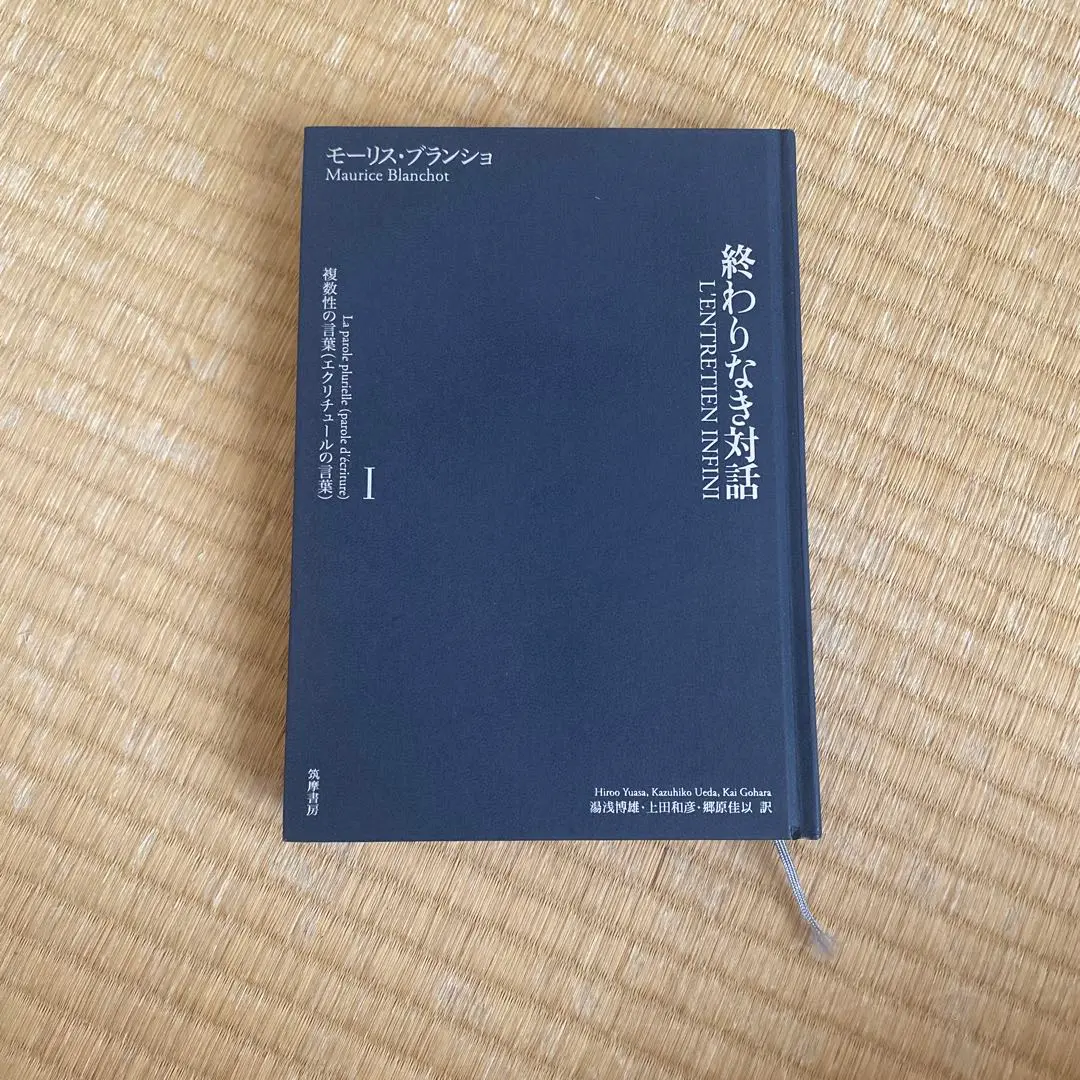 モーリス・ブランショ
Maurice Blanchot
終わりなき対話
L'ENTRETIEN INFINI
I
La parole plurielle (parole d'écriture)
複数性の言葉(エクリチュールの言葉)
Hiroo Yuasa, Kazuhiko Ueda, Kai Gohara
湯浅博雄・上田和彦・郷原佳以 訳
筑摩書房